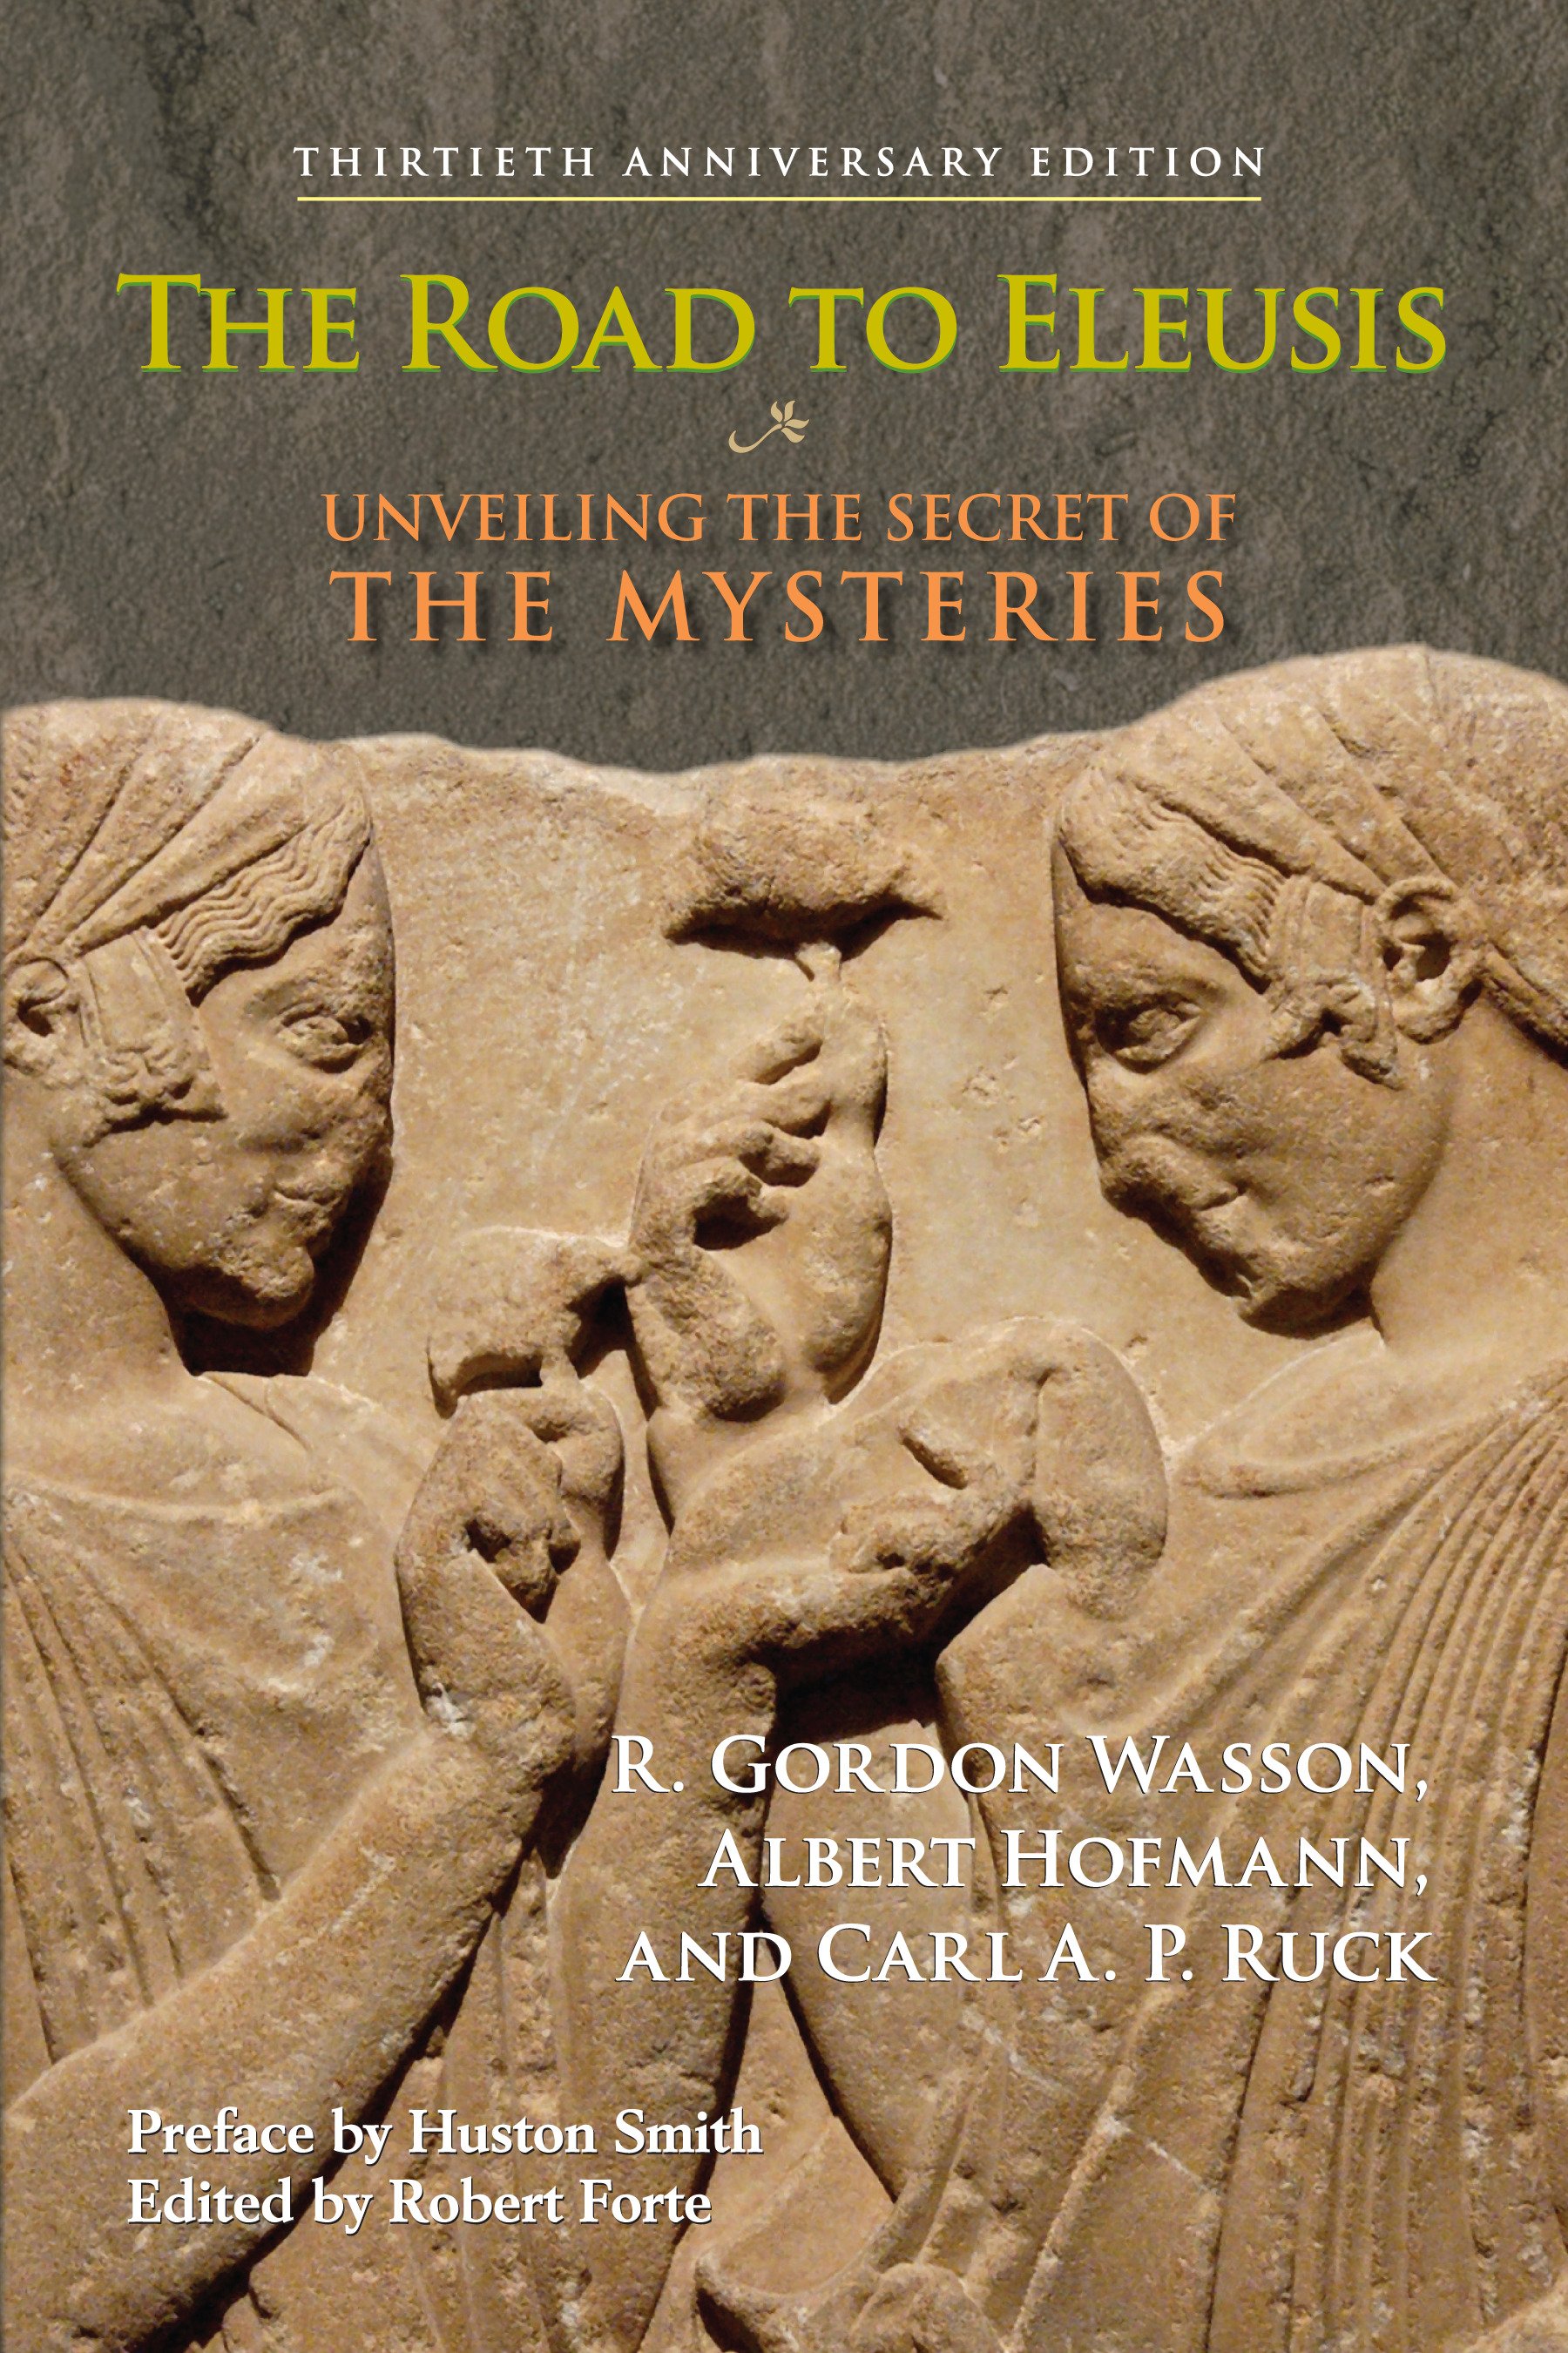 THIRTIETH ANNIVERSARY EDITION
THE ROAD TO ELEUSIS
UNVEILING THE SECRET OF
THE MYSTERIES
R. GORDON WASSON,
ALBERT HOFMANN,
AND CARL A. P. RUCK
Preface by Huston Smith
Edited by Robert Forte